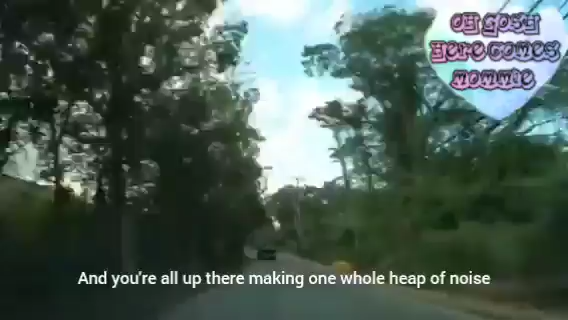 OH GOSH
HERE COMES
MOMMIE
And you're all up there making one whole heap of noise